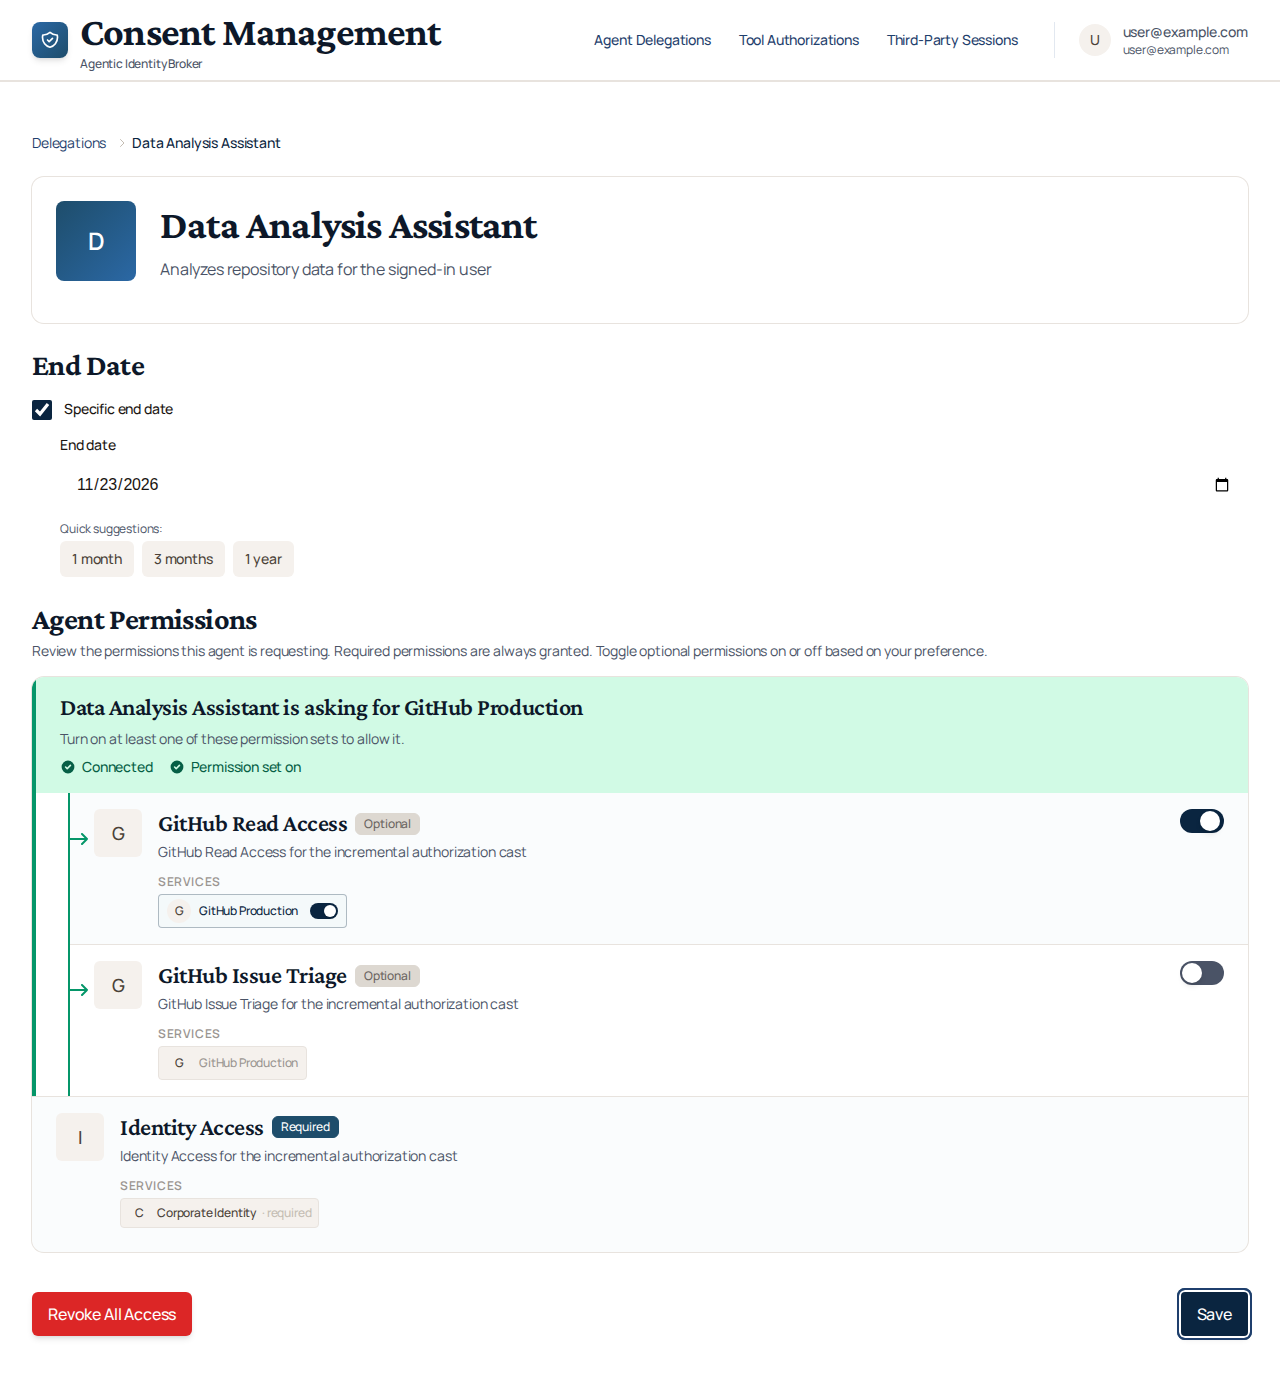 Consent Management
Agentic Identity Broker
Agent Delegations
Tool Authorizations
Third-Party Sessions
U
user@example.com
user@example.com
Delegations
Data Analysis Assistant
D
Data Analysis Assistant
Analyzes repository data for the signed-in user
End Date
Specific end date
End date
11/23/2026
Quick suggestions:
1 month
3 months
1 year
Agent Permissions
Review the permissions this agent is requesting. Required permissions are always granted. Toggle optional permissions on or off based on your preference.
Data Analysis Assistant is asking for GitHub Production
Turn on at least one of these permission sets to allow it.
Connected
Permission set on
G
GitHub Read Access
Optional
GitHub Read Access for the incremental authorization cast
SERVICES
G
GitHub Production
G
GitHub Issue Triage
Optional
GitHub Issue Triage for the incremental authorization cast
SERVICES
G
GitHub Production
I
Identity Access
Required
Identity Access for the incremental authorization cast
SERVICES
C
Corporate Identity
· required
Revoke All Access
Save